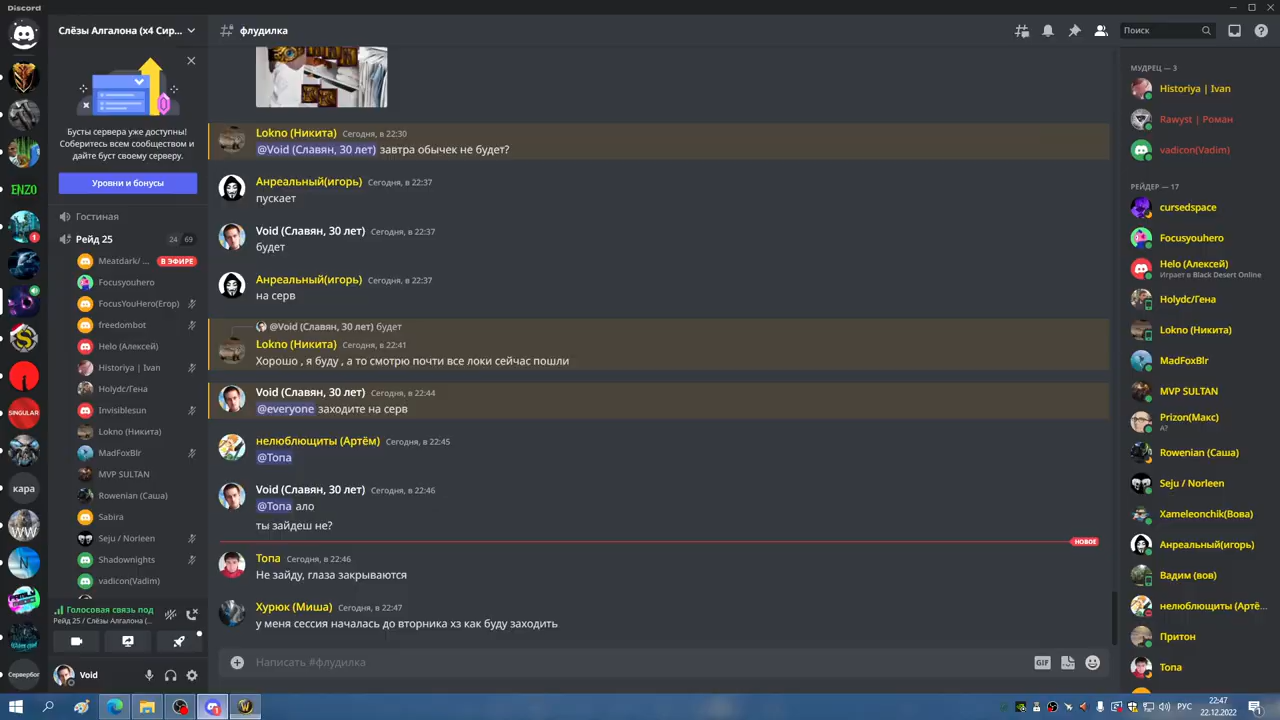 Discord
Слёзы Алгалона (x4 Сир...
флудилка
Поиск
Бусты сервера уже доступны!
Соберитесь всем сообществом и
дайте буст своему серверу.
Уровни и бонусы
Гостиная
Рейд 25
24 69
Meatdark/ ...
В ЭФИРЕ
Focusyouhero
FocusYouHero(Егор)
freedombot
Helo (Алексей)
Historiya | Ivan
Holydc/Гена
Invisiblesun
Lokno (Никита)
MadFoxBlr
MVP SULTAN
Rowenian (Саша)
Sabira
Seju / Norleen
Shadownights
vadicon(Vadim)
Голосовая связь под
Рейд 25 / Слёзы Алгалона (...
Void
ENZO
1
SINGULAR
кара
WW
N
Сервербог
Lokno (Никита) Сегодня, в 22:30
@Void (Славян, 30 лет) завтра обычек не будет?
Анреальный(игорь) Сегодня, в 22:37
пускает
Void (Славян, 30 лет) Сегодня, в 22:37
будет
Анреальный(игорь) Сегодня, в 22:37
на серв
@Void (Славян, 30 лет) будет
Lokno (Никита) Сегодня, в 22:41
Хорошо , я буду , а то смотрю почти все локи сейчас пошли
Void (Славян, 30 лет) Сегодня, в 22:44
@everyone заходите на серв
нелюблющиты (Артём) Сегодня, в 22:45
@Топа
Void (Славян, 30 лет) Сегодня, в 22:46
@Топа ало
ты зайдеш не?
НОВОЕ
Топа Сегодня, в 22:46
Не зайду, глаза закрываются
Хурюк (Миша) Сегодня, в 22:47
у меня сессия началась до вторника хз как буду заходить
Написать #флудилка
GIF
МУДРЕЦ — 3
Historiya | Ivan
Rawyst | Роман
vadicon(Vadim)
РЕЙДЕР — 17
cursedspace
Focusyouhero
Helo (Алексей)
Играет в Black Desert Online
Holydc/Гена
Lokno (Никита)
MadFoxBlr
MVP SULTAN
Prizon(Макс)
А?
Rowenian (Саша)
Seju / Norleen
Xameleonchik(Вова)
Анреальный(игорь)
Вадим (вов)
нелюблющиты (Артё...
Притон
Топа
РУС
22:47
22.12.2022
1